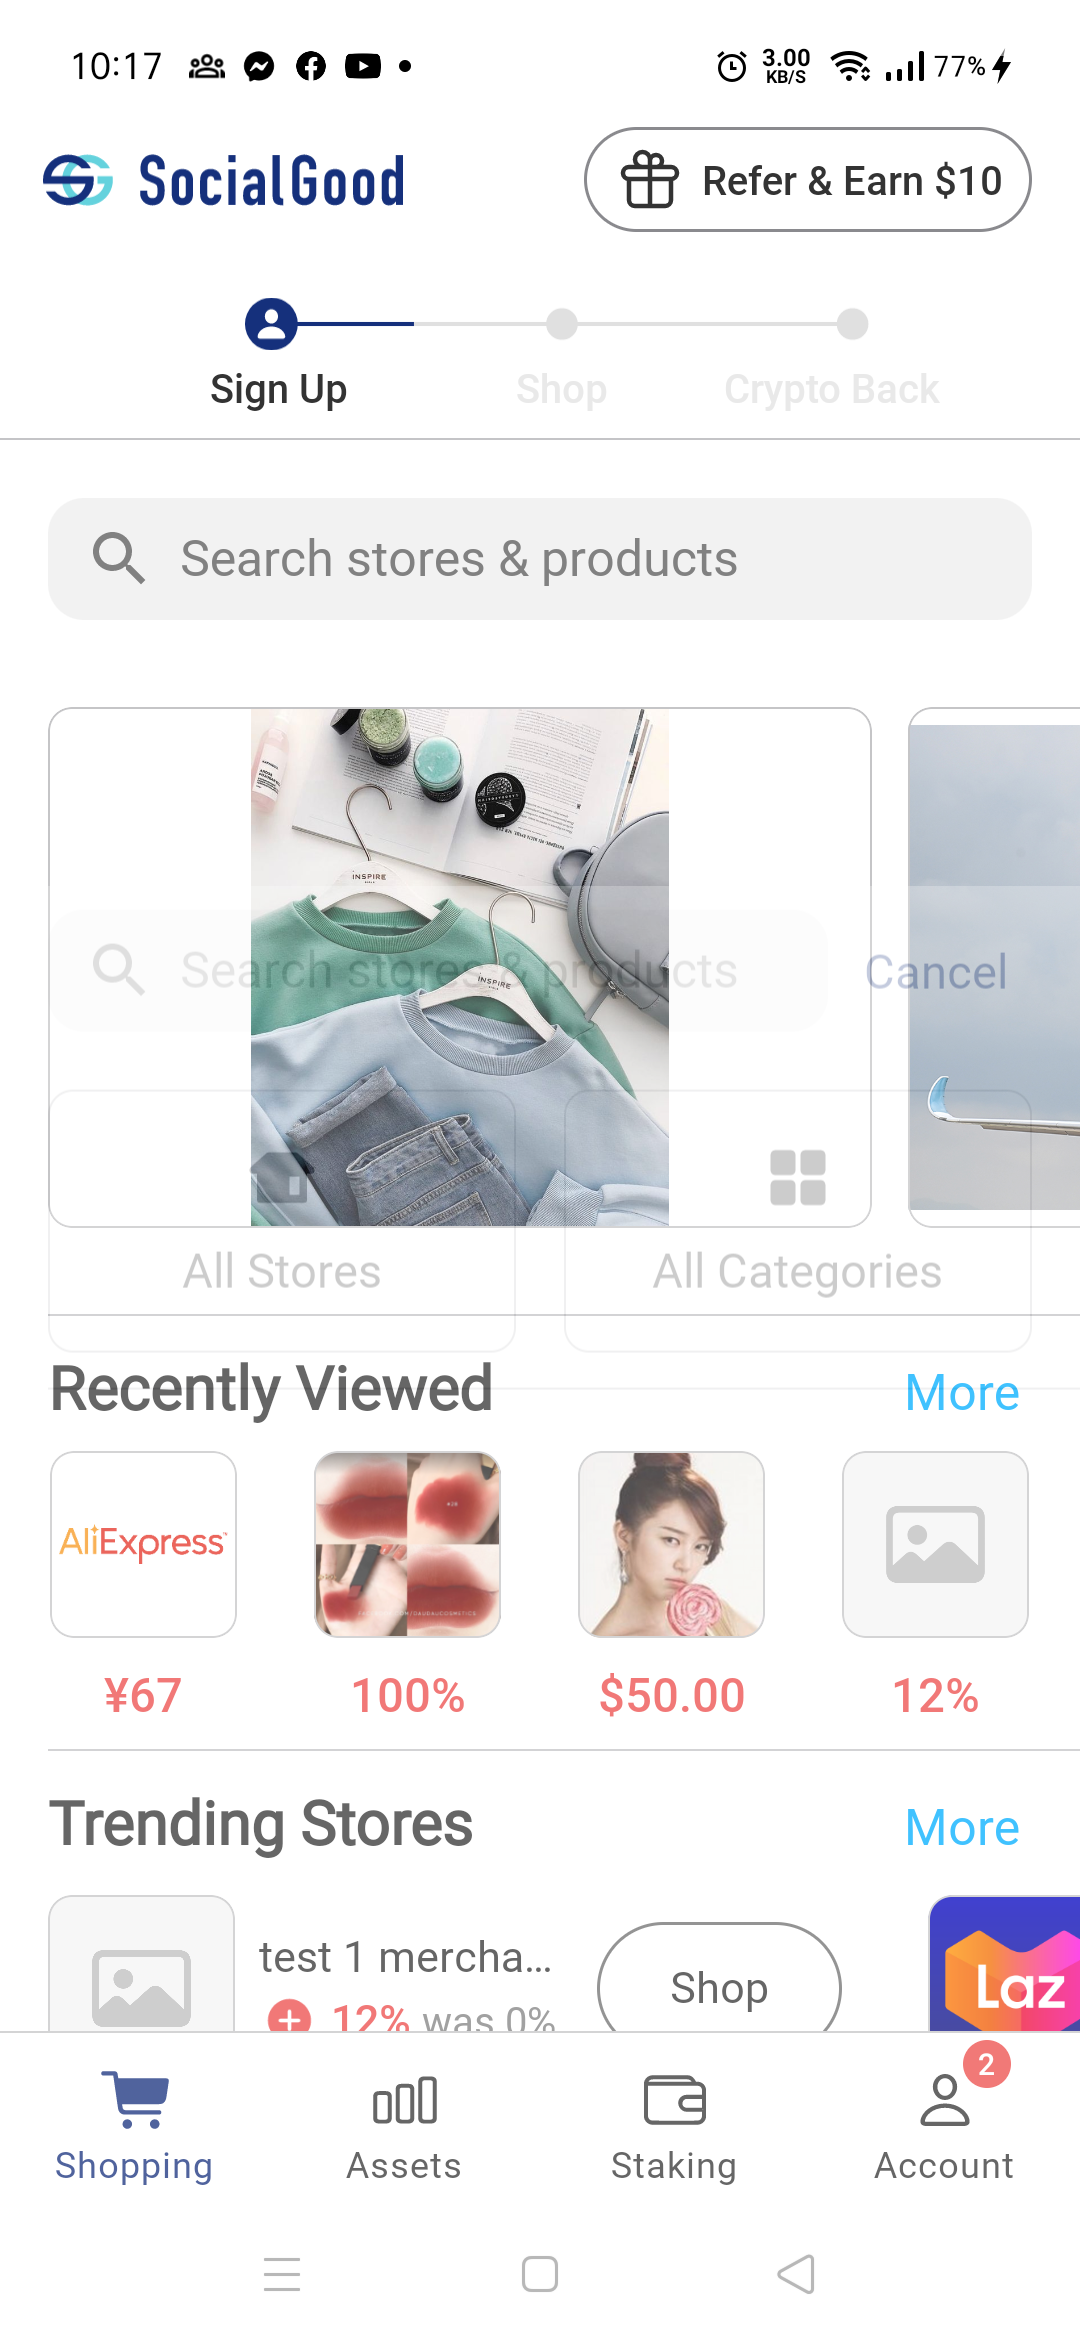 10:17
3.00
KB/S
77%
SocialGood
Refer & Earn $10
Sign Up
Shop
Crypto Back
Search stores & products
INSPIRE
INSPIRE
Search stores & products
Cancel
All Stores
All Categories
Recently Viewed
More
AliExpress
¥67
100%
$50.00
12%
Trending Stores
More
test 1 mercha...
12% was 0%
Shop
Laz
Shopping
Assets
Staking
2
Account